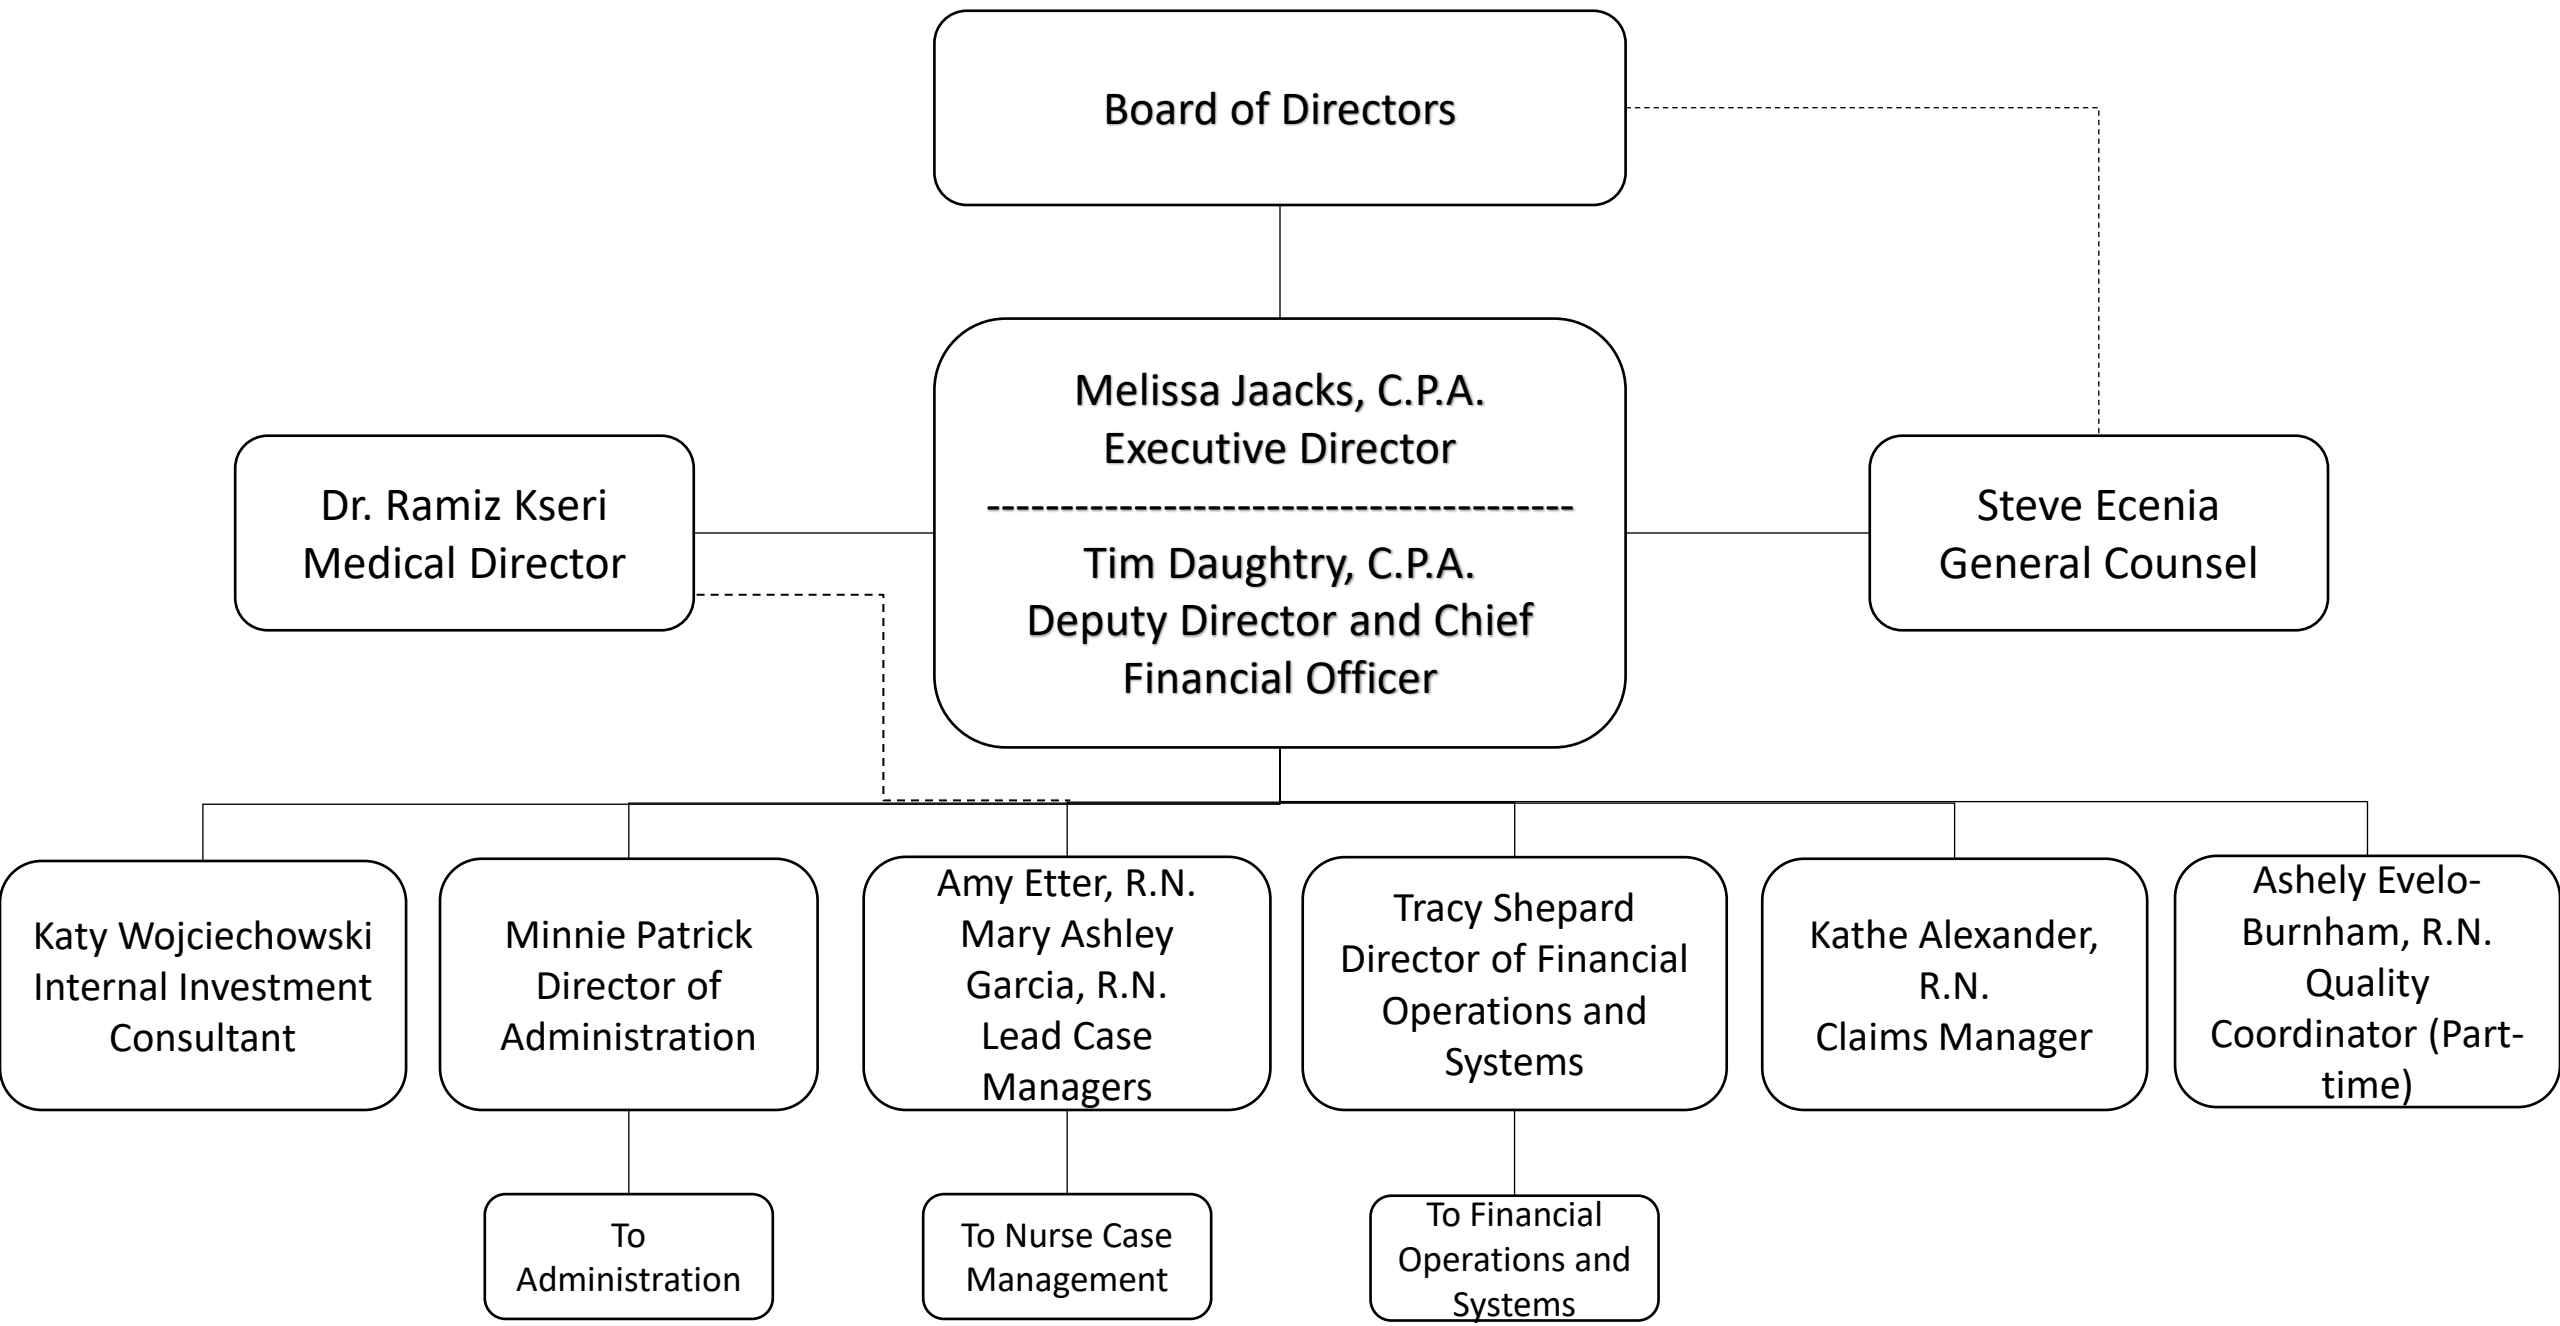 Board of Directors
Melissa Jaacks, C.P.A.
Executive Director
----------------------------------------
Tim Daughtry, C.P.A.
Deputy Director and Chief
Financial Officer
Dr. Ramiz Kseri
Medical Director
Steve Ecenia
General Counsel
Katy Wojciechowski
Internal Investment
Consultant
Minnie Patrick
Director of
Administration
Amy Etter, R.N.
Mary Ashley
Garcia, R.N.
Lead Case
Managers
Tracy Shepard
Director of Financial
Operations and
Systems
Kathe Alexander,
R.N.
Claims Manager
Ashely Evelo-
Burnham, R.N.
Quality
Coordinator (Part-
time)
To
Administration
To Nurse Case
Management
To Financial
Operations and
Systems